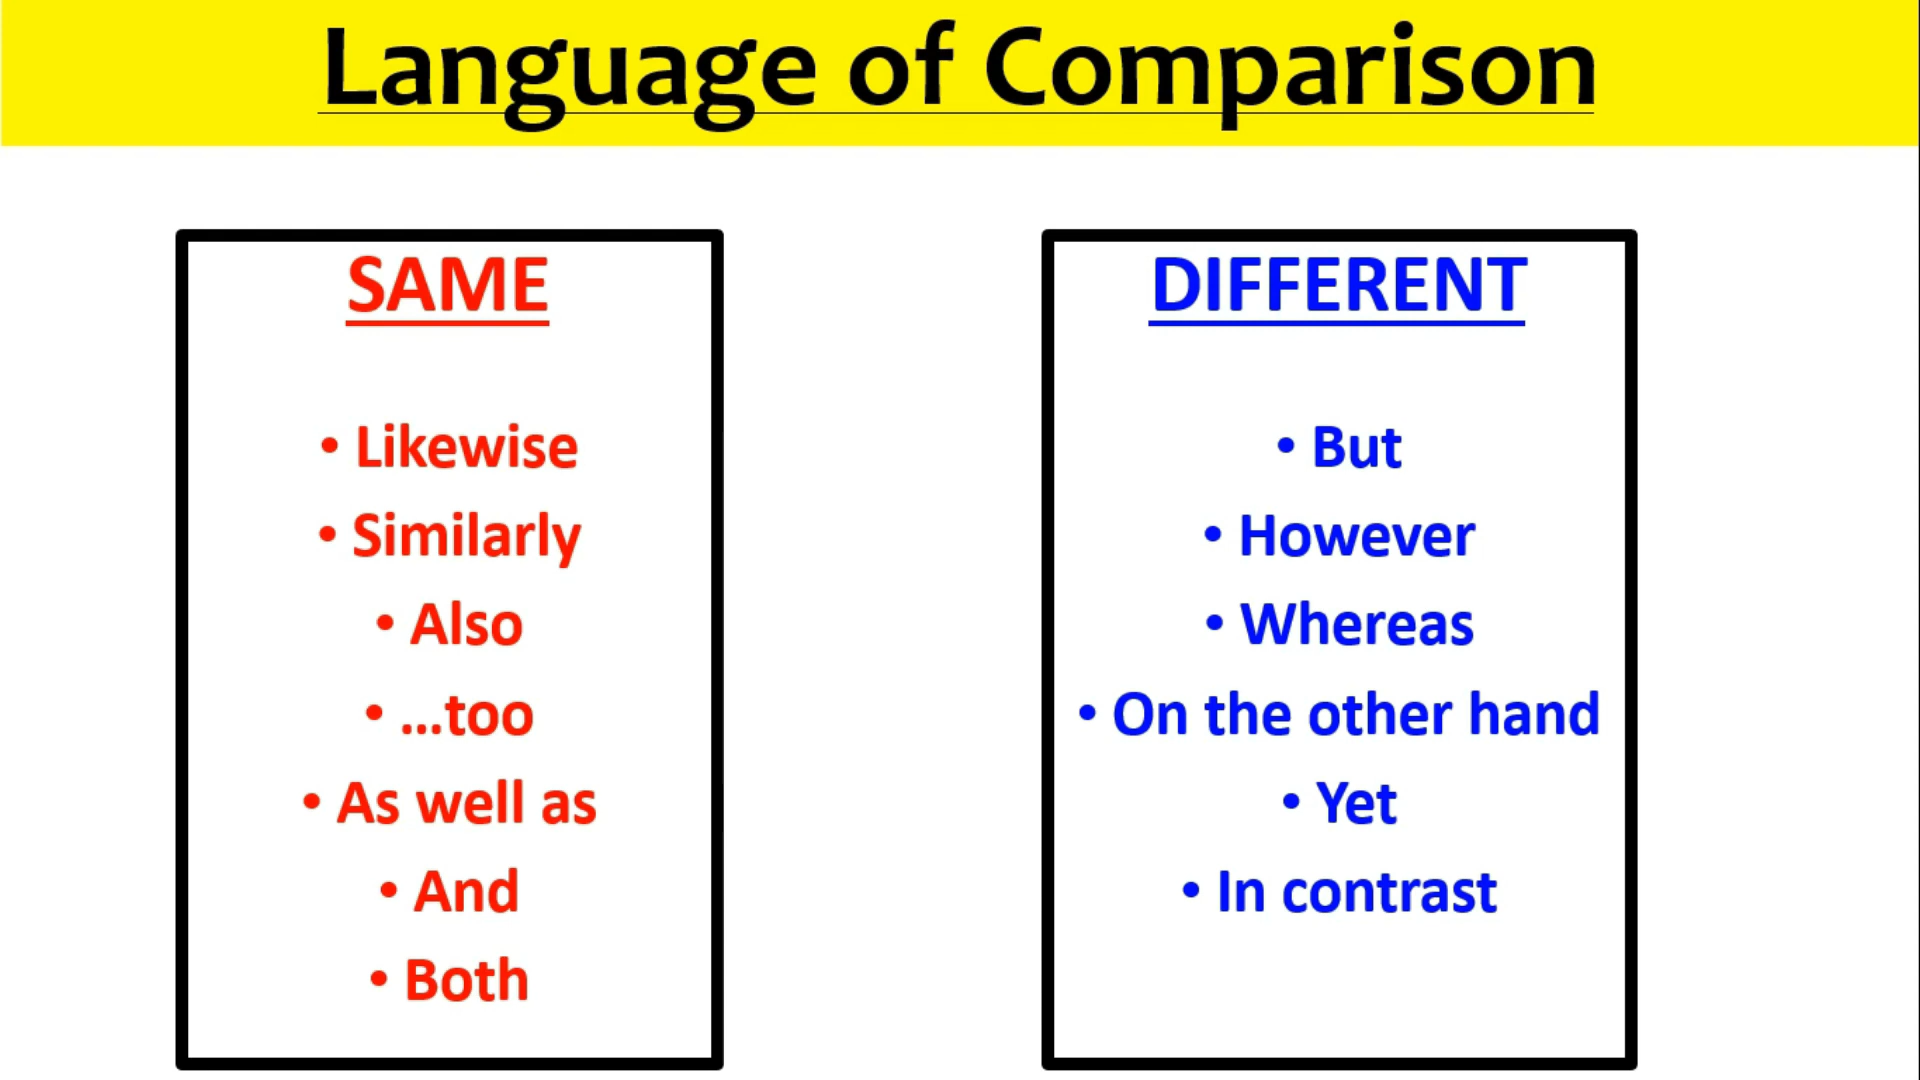 Language of Comparison
SAME
• Likewise
• Similarly
• Also
• ...too
• As well as
• And
• Both
DIFFERENT
• But
• However
• Whereas
• On the other hand
• Yet
• In contrast